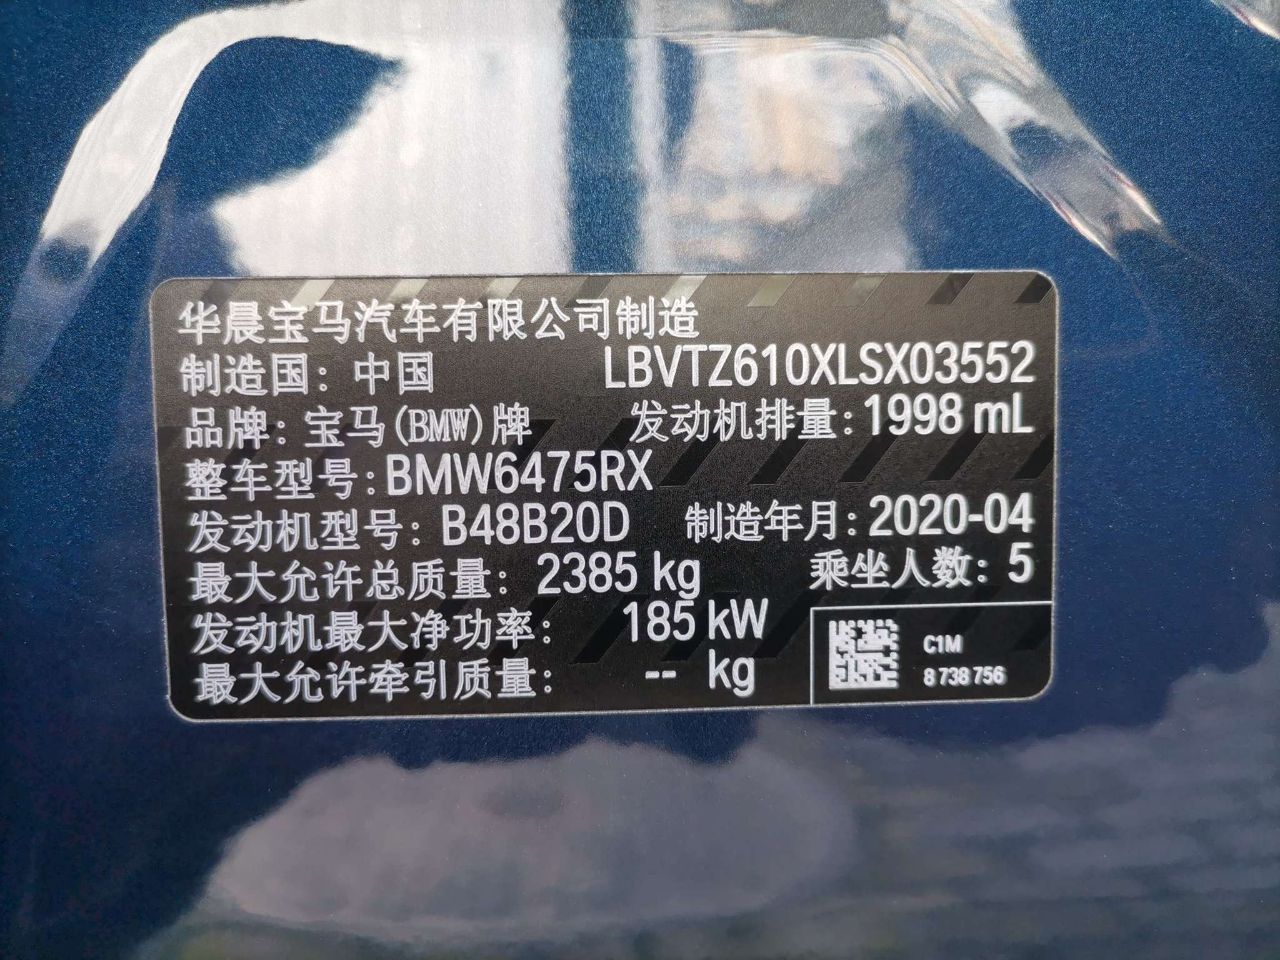 华晨宝马汽车有限公司制造
制造国：中国 LBVTZ610XLSX03552
品牌：宝马(BMW)牌 发动机排量：1998 mL
整车型号：BMW6475RX
发动机型号：B48B20D 制造年月：2020-04
最大允许总质量：2385 kg 乘坐人数：5
发动机最大净功率：185 kW
最大允许牵引质量：-- kg
C1M
8 738 756